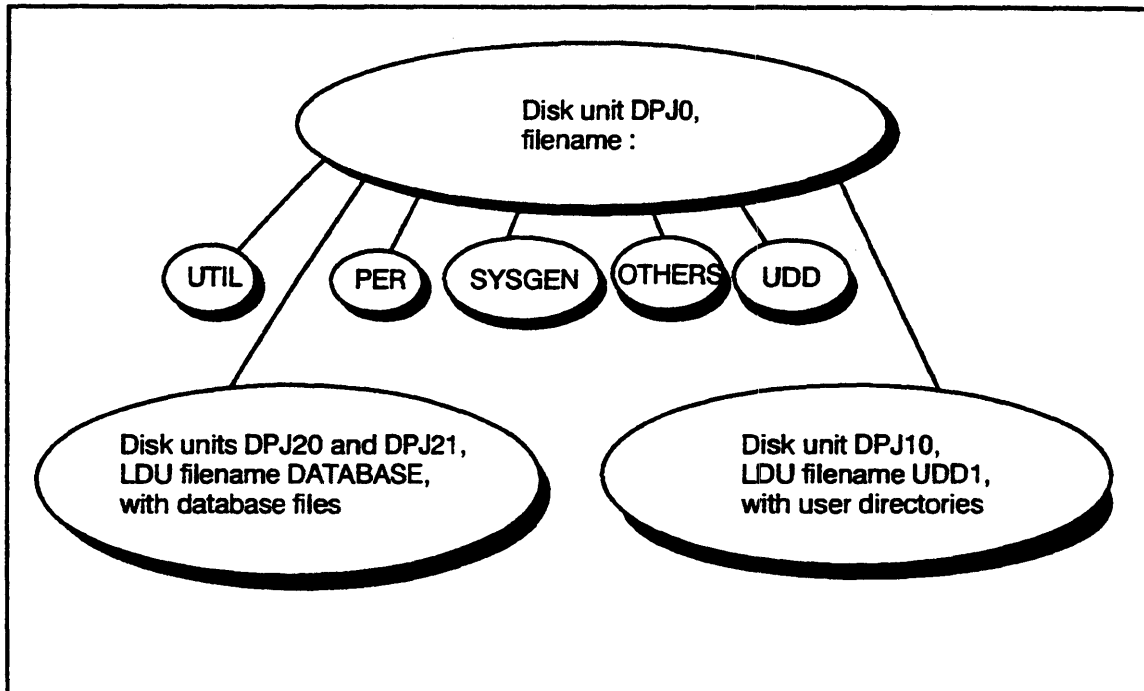 Disk unit DPJ0,
filename :
UTIL
PER
SYSGEN
OTHERS
UDD
Disk units DPJ20 and DPJ21,
LDU filename DATABASE,
with database files
Disk unit DPJ10,
LDU filename UDD1,
with user directories